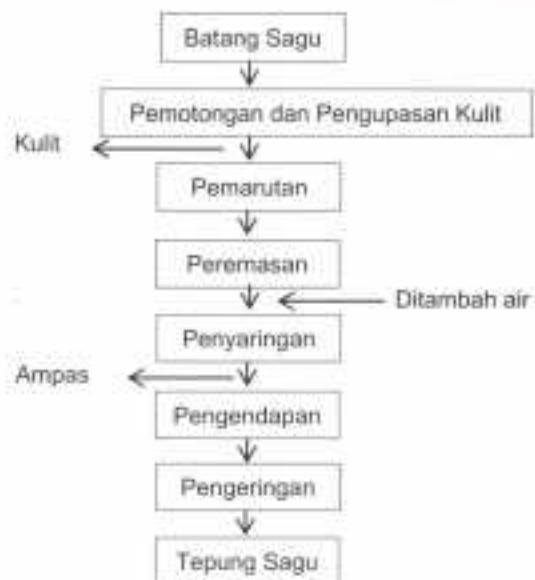 Batang Sagu
Pemotongan dan Pengupasan Kulit
Kulit
Pemarutan
Peremasan
Ditambah air
Penyaringan
Ampas
Pengendapan
Pengeringan
Tepung Sagu